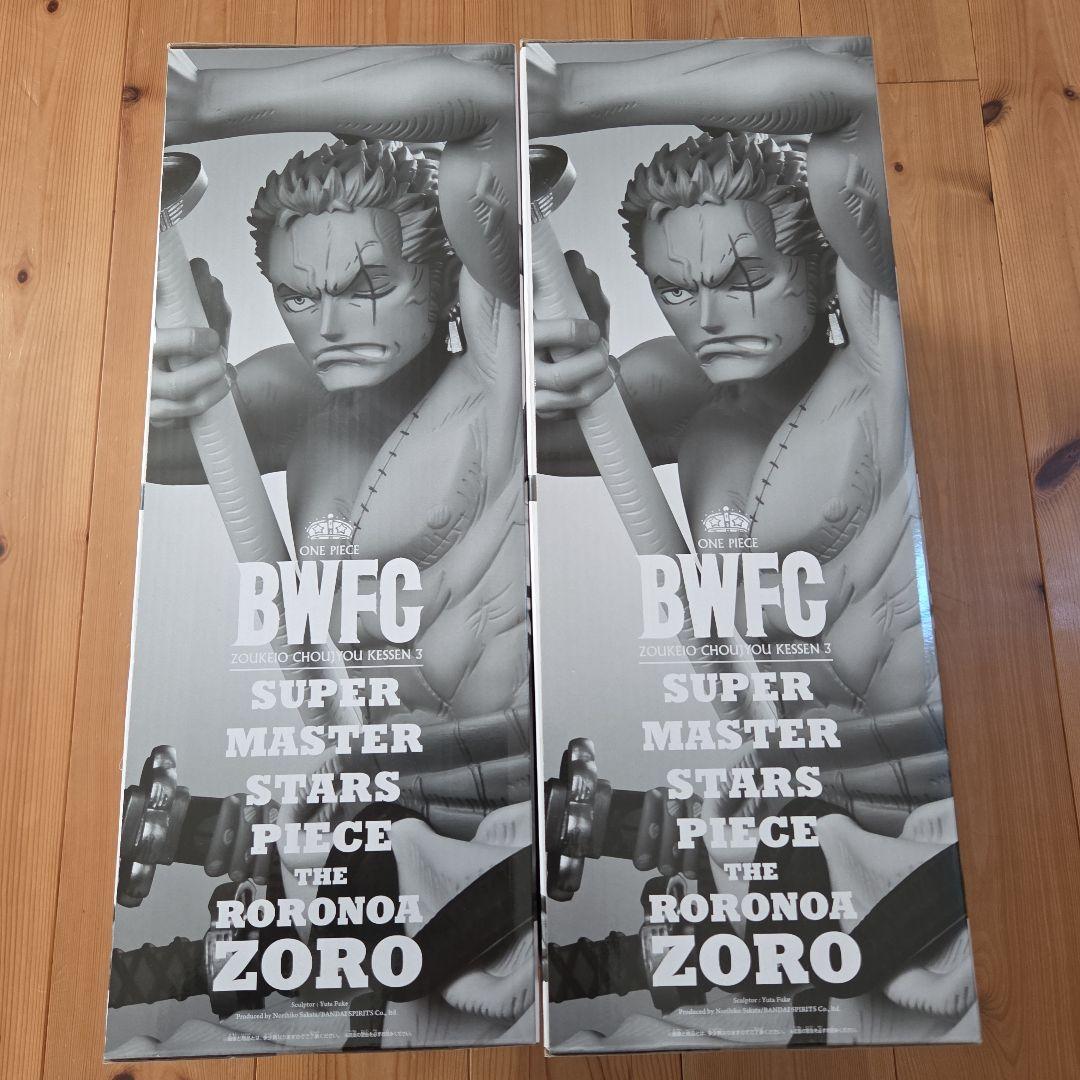 ONE PIECE
BWFC
ZOUKEIO CHOUJYOU KESSEN 3
SUPER
MASTER
STARS
PIECE
THE
RORONOA
ZORO
Sculptor : Yuta Fuke
Produced by Norihiko Sakata/BANDAI SPIRITS Co., ltd.
ONE PIECE
BWFC
ZOUKEIO CHOUJYOU KESSEN 3
SUPER
MASTER
STARS
PIECE
THE
RORONOA
ZORO
Sculptor : Yuta Fuke
Produced by Norihiko Sakata/BANDAI SPIRITS Co., ltd.